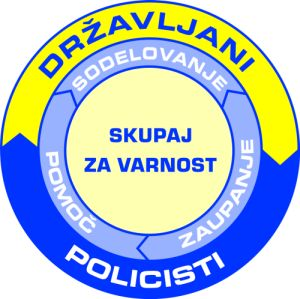 DRŽAVLJANI
SODELOVANJE
SKUPAJ
ZA VARNOST
POMOČ
ZAUPANJE
POLICISTI